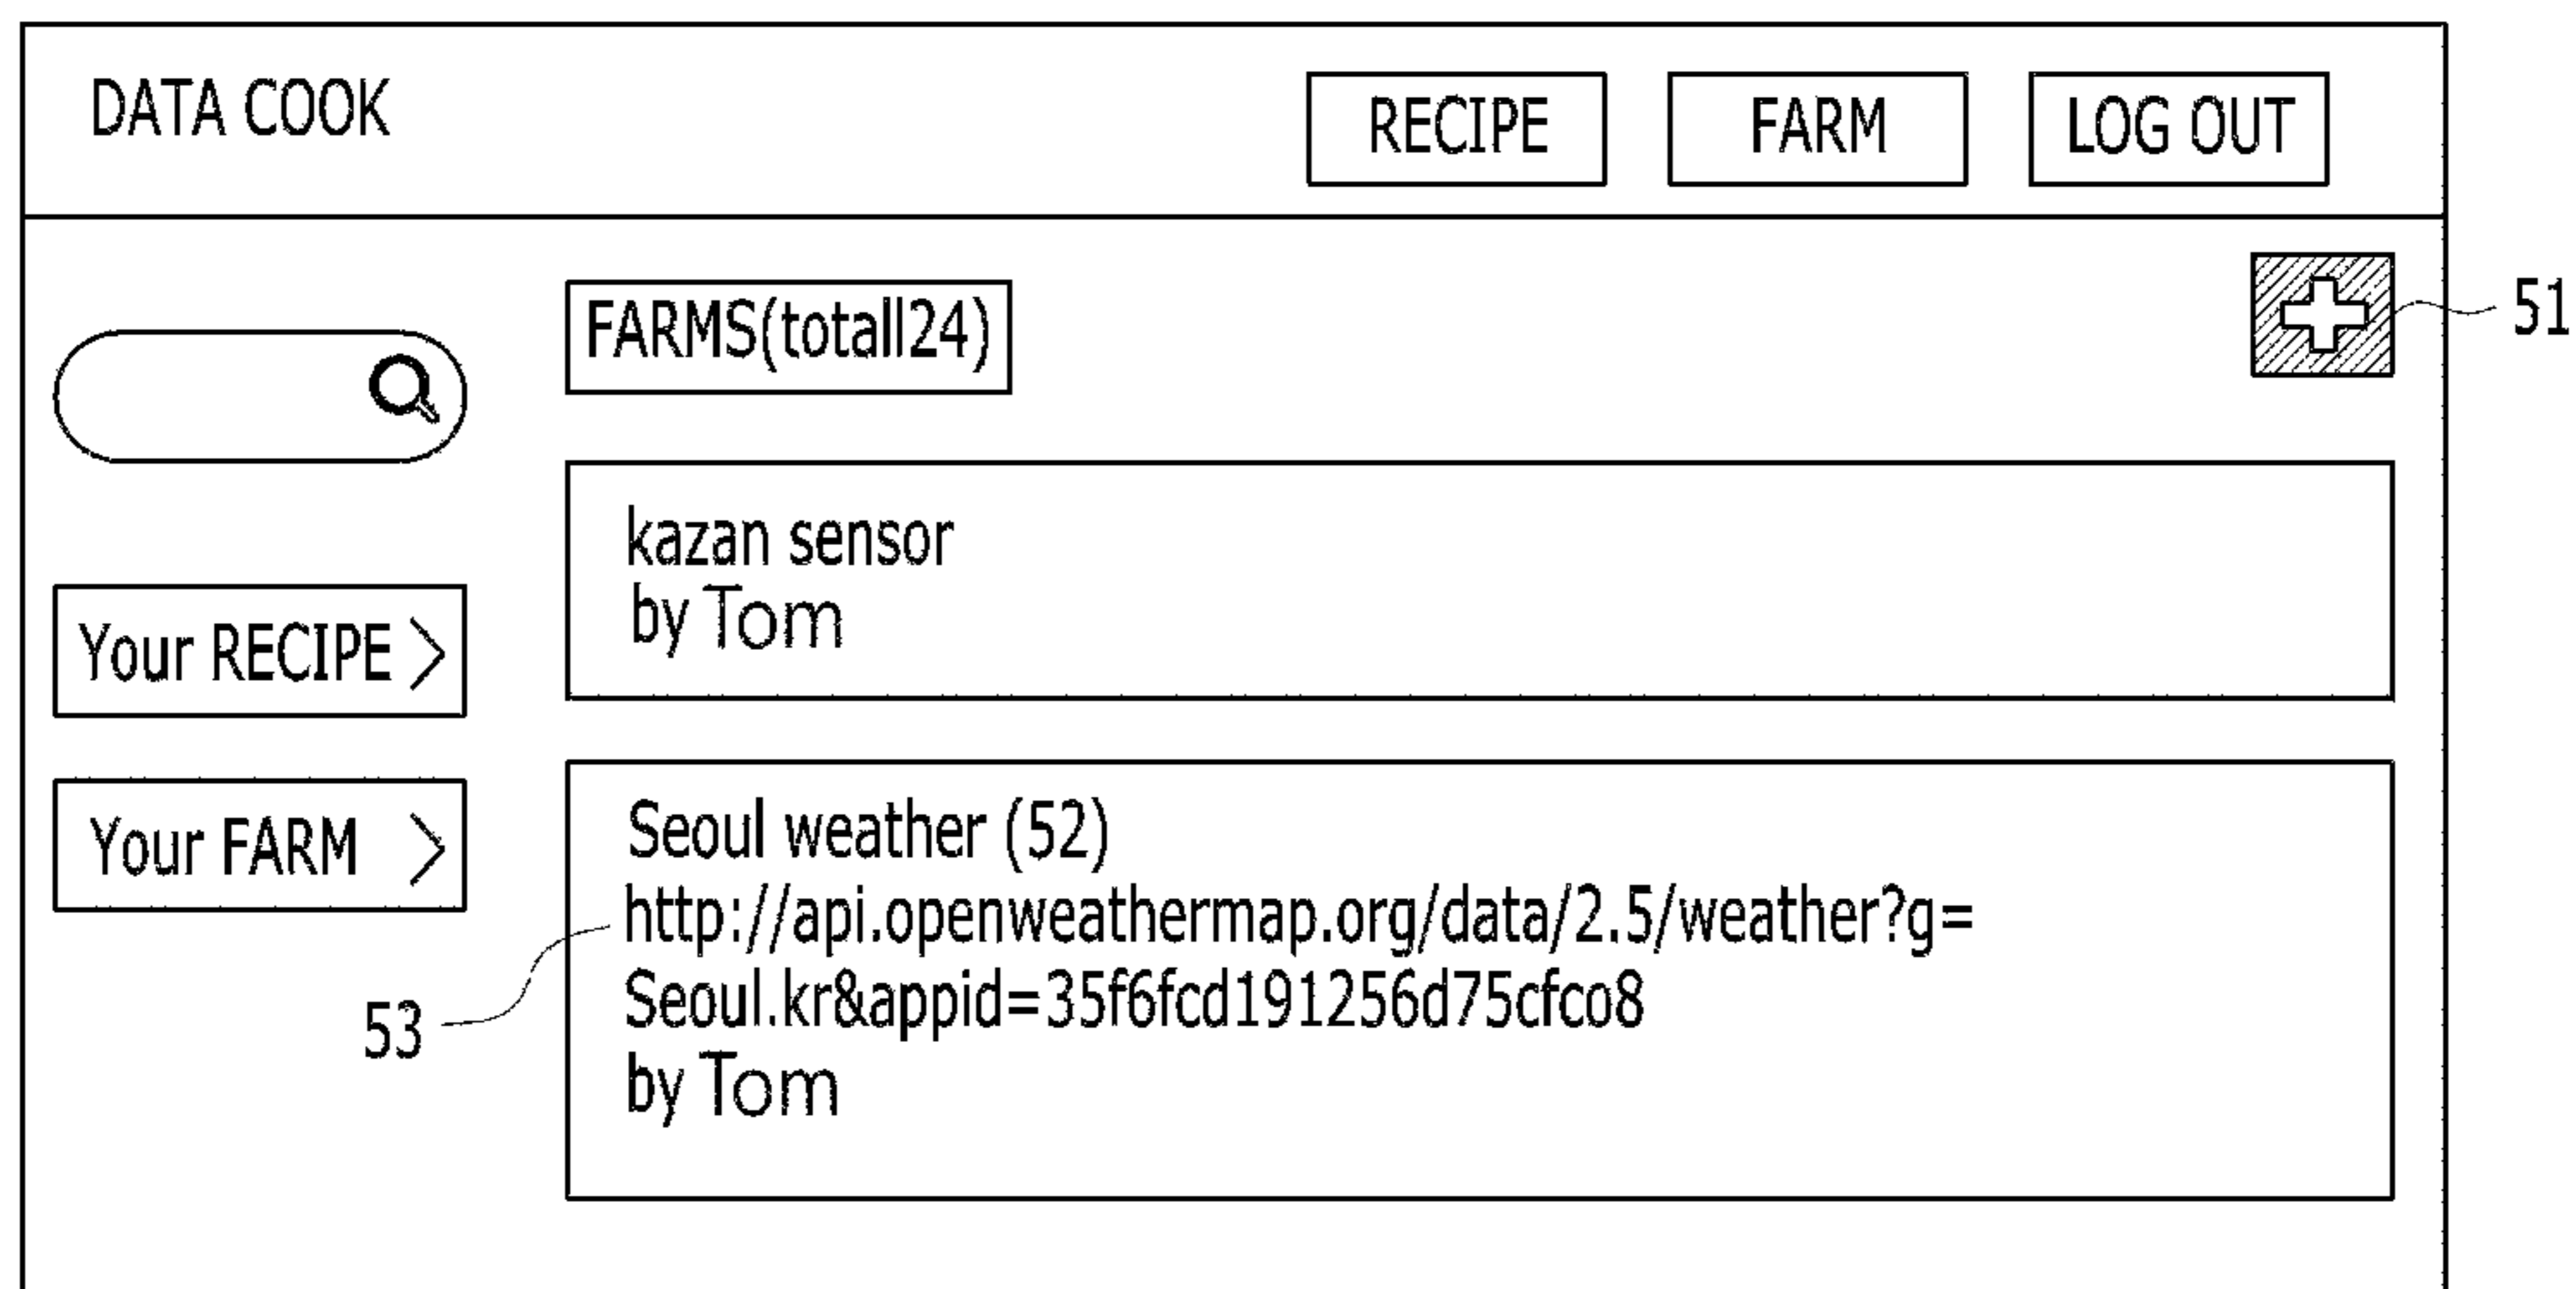 DATA COOK
RECIPE
FARM
LOG OUT
FARMS(totall24)
51
kazan sensor
by Tom
Your RECIPE >
Your FARM >
Seoul weather (52)
http://api.openweathermap.org/data/2.5/weather?g=
Seoul.kr&appid=35f6fcd191256d75cfco8
by Tom
53